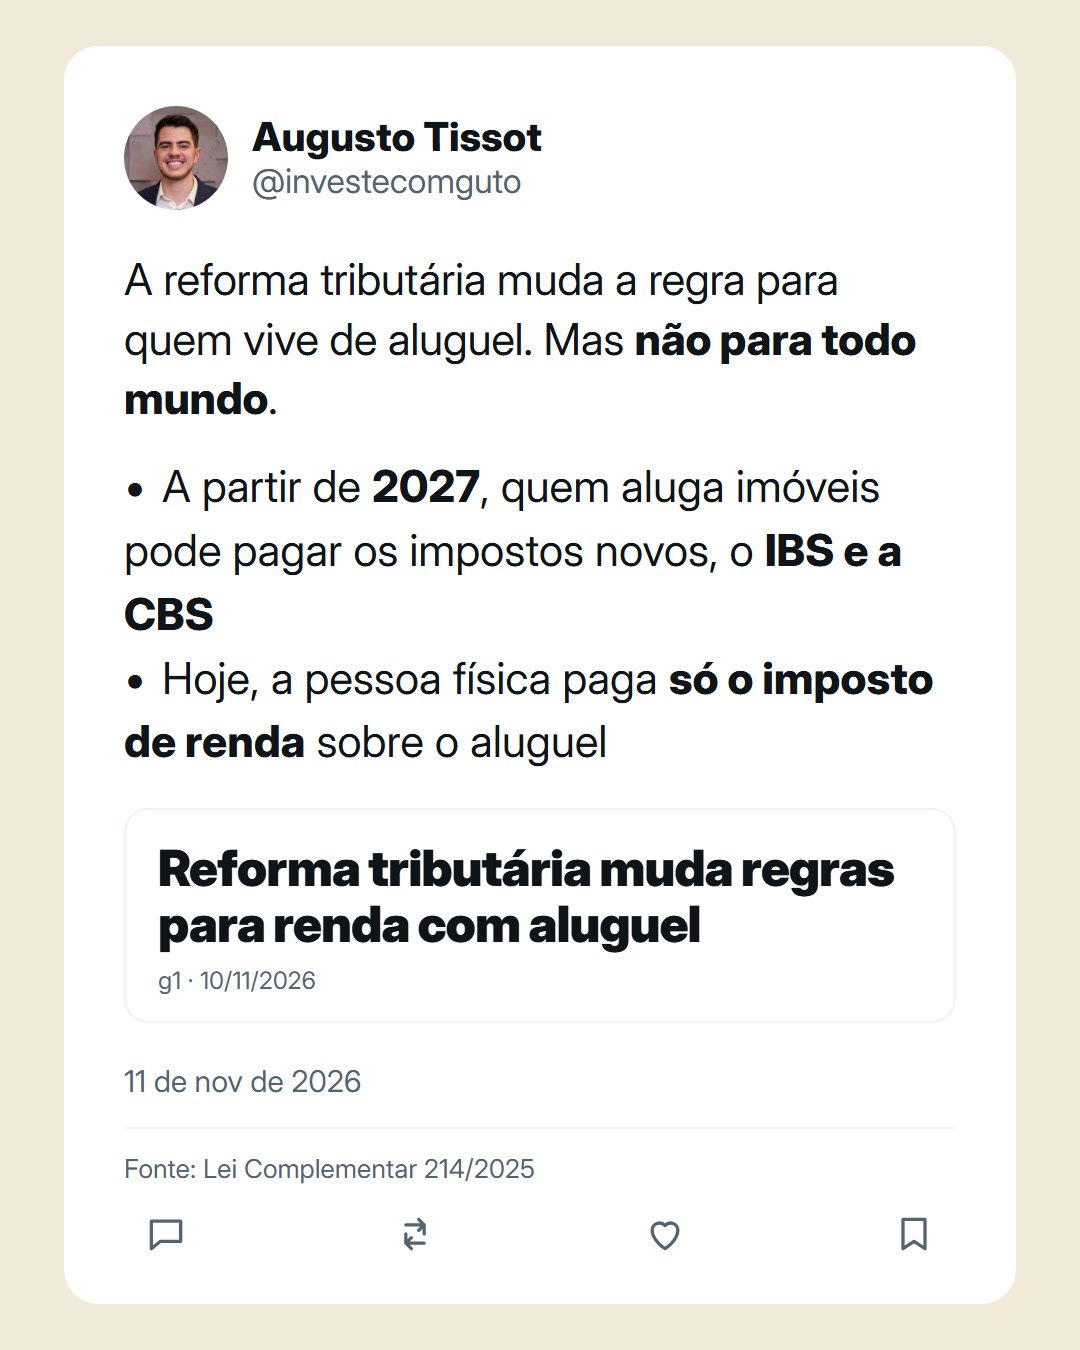 Augusto Tissot
@investecomguto
A reforma tributária muda a regra para
quem vive de aluguel. Mas não para todo
mundo.
• A partir de 2027, quem aluga imóveis
pode pagar os impostos novos, o IBS e a
CBS
• Hoje, a pessoa física paga só o imposto
de renda sobre o aluguel
Reforma tributária muda regras
para renda com aluguel
g1 · 10/11/2026
11 de nov de 2026
Fonte: Lei Complementar 214/2025